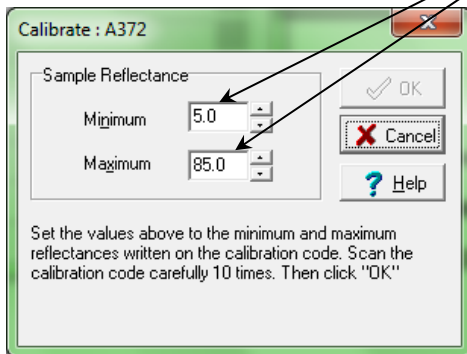 Calibrate : A372
Sample Reflectance
Minimum 5.0
Maximum 85.0
OK
Cancel
Help
Set the values above to the minimum and maximum
reflectances written on the calibration code. Scan the
calibration code carefully 10 times. Then click "OK"